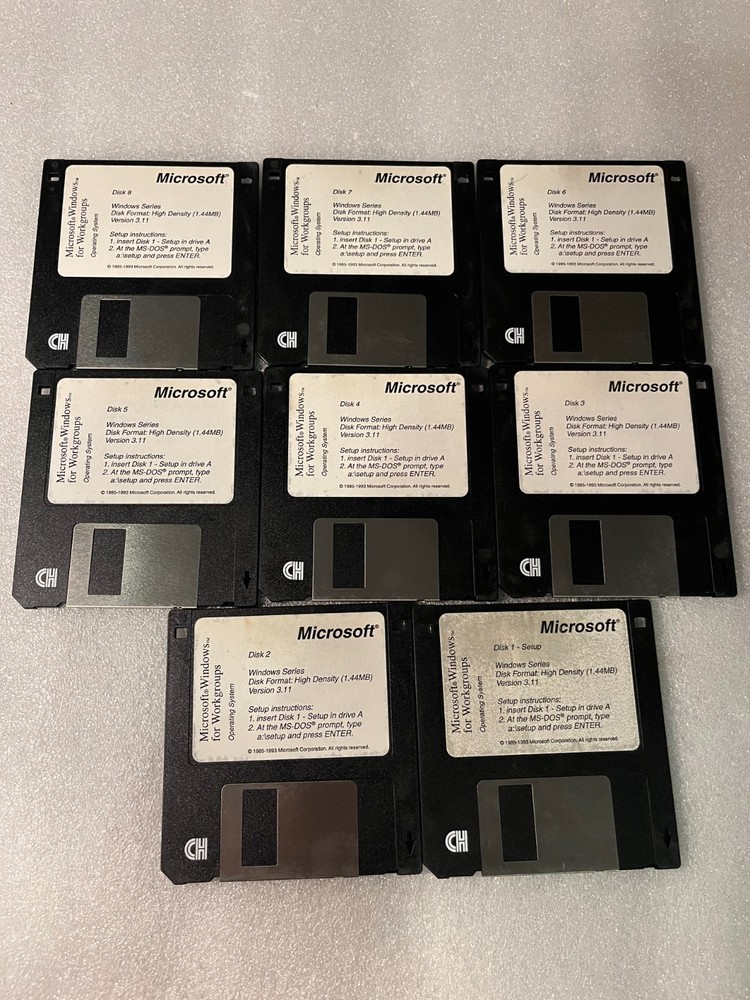 Microsoft®
Disk 8
Microsoft® Windows™
for Workgroups
Operating System
Windows Series
Disk Format: High Density (1.44MB)
Version 3.11
Setup instructions:
1. insert Disk 1 - Setup in drive A
2. At the MS-DOS® prompt, type
a:\setup and press ENTER.
© 1985-1993 Microsoft Corporation. All rights reserved.
CH
Microsoft®
Disk 7
Microsoft® Windows™
for Workgroups
Operating System
Windows Series
Disk Format: High Density (1.44MB)
Version 3.11
Setup instructions:
1. insert Disk 1 - Setup in drive A
2. At the MS-DOS® prompt, type
a:\setup and press ENTER.
© 1985-1993 Microsoft Corporation. All rights reserved.
CH
Microsoft®
Disk 6
Microsoft® Windows™
for Workgroups
Operating System
Windows Series
Disk Format: High Density (1.44MB)
Version 3.11
Setup instructions:
1. insert Disk 1 - Setup in drive A
2. At the MS-DOS® prompt, type
a:\setup and press ENTER.
© 1985-1993 Microsoft Corporation. All rights reserved.
CH
Microsoft®
Disk 5
Microsoft® Windows™
for Workgroups
Operating System
Windows Series
Disk Format: High Density (1.44MB)
Version 3.11
Setup instructions:
1. insert Disk 1 - Setup in drive A
2. At the MS-DOS® prompt, type
a:\setup and press ENTER.
© 1985-1993 Microsoft Corporation. All rights reserved.
CH
Microsoft®
Disk 4
Microsoft® Windows™
for Workgroups
Operating System
Windows Series
Disk Format: High Density (1.44MB)
Version 3.11
Setup instructions:
1. insert Disk 1 - Setup in drive A
2. At the MS-DOS® prompt, type
a:\setup and press ENTER.
© 1985-1993 Microsoft Corporation. All rights reserved.
CH
Microsoft®
Disk 3
Microsoft® Windows™
for Workgroups
Operating System
Windows Series
Disk Format: High Density (1.44MB)
Version 3.11
Setup instructions:
1. insert Disk 1 - Setup in drive A
2. At the MS-DOS® prompt, type
a:\setup and press ENTER.
© 1985-1993 Microsoft Corporation. All rights reserved.
CH
Microsoft®
Disk 2
Microsoft® Windows™
for Workgroups
Operating System
Windows Series
Disk Format: High Density (1.44MB)
Version 3.11
Setup instructions:
1. insert Disk 1 - Setup in drive A
2. At the MS-DOS® prompt, type
a:\setup and press ENTER.
© 1985-1993 Microsoft Corporation. All rights reserved.
CH
Microsoft®
Disk 1 - Setup
Microsoft® Windows™
for Workgroups
Operating System
Windows Series
Disk Format: High Density (1.44MB)
Version 3.11
Setup instructions:
1. insert Disk 1 - Setup in drive A
2. At the MS-DOS® prompt, type
a:\setup and press ENTER.
© 1985-1993 Microsoft Corporation. All rights reserved.
CH